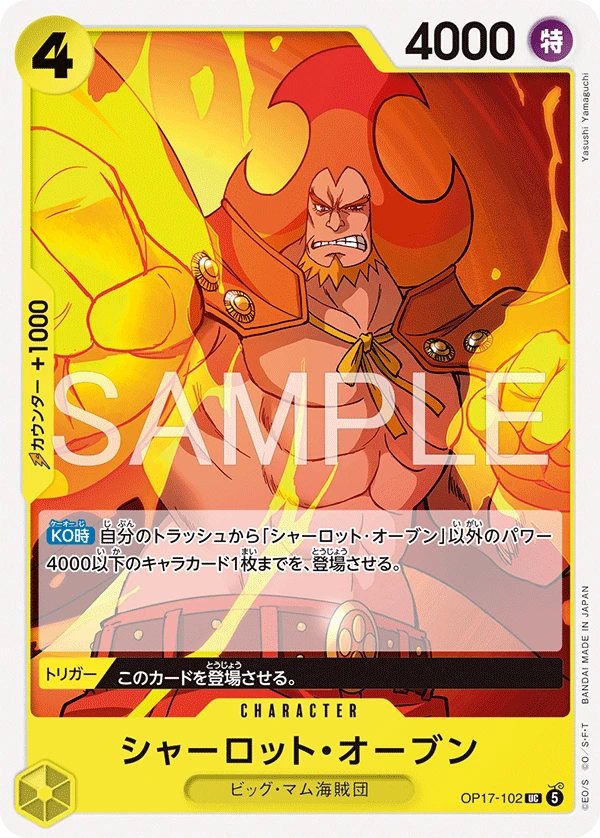 4
4000
特
Yasushi Yamaguchi
カウンター +1000
SAMPLE
KO時 自分のトラッシュから「シャーロット・オーブン」以外のパワー
4000以下のキャラカード1枚までを、登場させる。
トリガー このカードを登場させる。
CHARACTER
シャーロット・オーブン
ビッグ・マム海賊団
OP17-102 UC 5
©EO/S ©O/S・F・T BANDAI MADE IN JAPAN